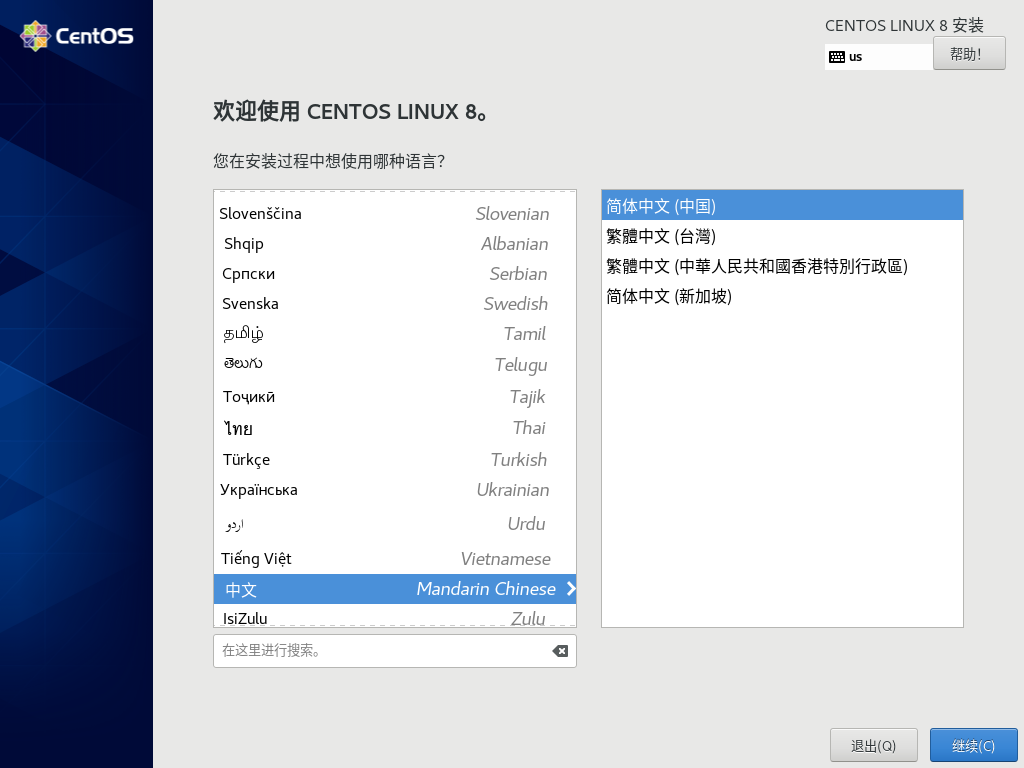 CentOS
CENTOS LINUX 8 安装
us
帮助!
欢迎使用 CENTOS LINUX 8。
您在安装过程中想使用哪种语言?
Slovenščina Slovenian
Shqip Albanian
Српски Serbian
Svenska Swedish
தமிழ் Tamil
తెలుగు Telugu
Тоҷикӣ Tajik
ไทย Thai
Türkçe Turkish
Українська Ukrainian
اردو Urdu
Tiếng Việt Vietnamese
中文 Mandarin Chinese
IsiZulu Zulu
简体中文 (中国)
繁體中文 (台灣)
繁體中文 (中華人民共和國香港特別行政區)
简体中文 (新加坡)
在这里进行搜索。
退出(Q)
继续(C)